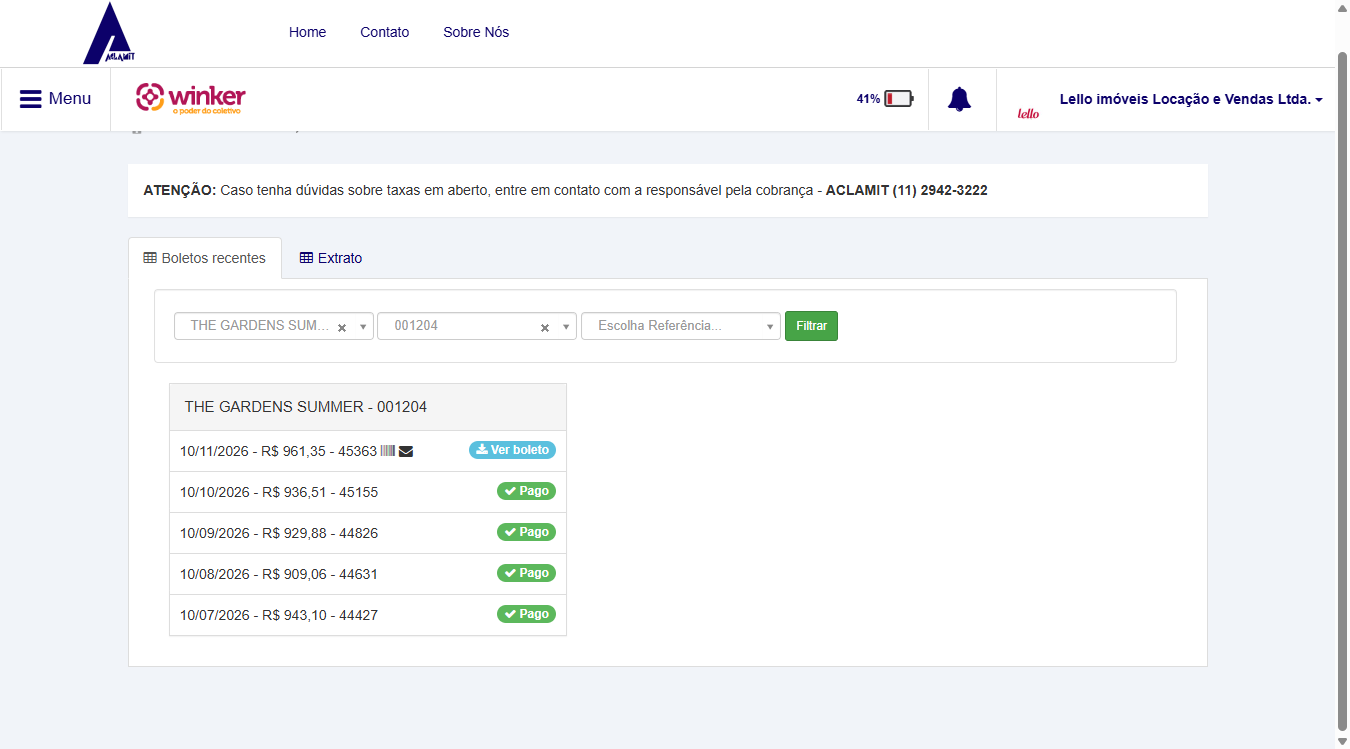 ACLAMIT
Home Contato Sobre Nós
Menu
winker
o poder do coletivo
41%
lello
Lello imóveis Locação e Vendas Ltda.
ATENÇÃO: Caso tenha dúvidas sobre taxas em aberto, entre em contato com a responsável pela cobrança - ACLAMIT (11) 2942-3222
Boletos recentes Extrato
THE GARDENS SUM... × 001204 × Escolha Referência... Filtrar
THE GARDENS SUMMER - 001204
10/11/2026 - R$ 961,35 - 45363 Ver boleto
10/10/2026 - R$ 936,51 - 45155 Pago
10/09/2026 - R$ 929,88 - 44826 Pago
10/08/2026 - R$ 909,06 - 44631 Pago
10/07/2026 - R$ 943,10 - 44427 Pago